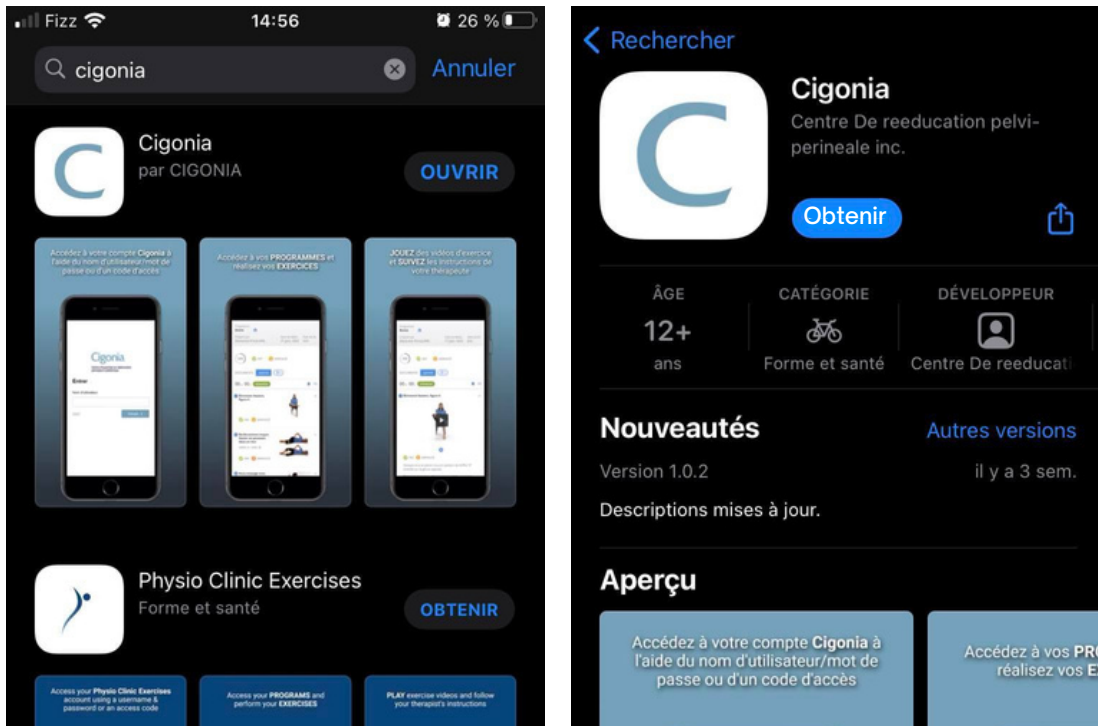 Fizz 14:56 26 %
cigonia Annuler
Cigonia
par CIGONIA
OUVRIR
Accédez à votre compte Cigonia à
l'aide du nom d'utilisateur/mot de
passe ou d'un code d'accès
Accédez à vos PROGRAMMES et
réalisez vos EXERCICES
JOUEZ des vidéos d'exercice
et SUIVEZ les instructions de
votre thérapeute
Cigonia
Physio Clinic Exercises
Forme et santé
OBTENIR
Access your Physio Clinic Exercises
account using a username &
password or an access code
Access your PROGRAMS and
perform your EXERCISES
PLAY exercise videos and follow
your therapist's instructions
Rechercher
C
Cigonia
Centre De reeducation pelvi-
perineale inc.
Obtenir
ÂGE
12+
ans
CATÉGORIE
Forme et santé
DÉVELOPPEUR
Centre De reeducati
Nouveautés
Autres versions
Version 1.0.2
il y a 3 sem.
Descriptions mises à jour.
Aperçu
Accédez à votre compte Cigonia à
l'aide du nom d'utilisateur/mot de
passe ou d'un code d'accès
Accédez à vos PRO
réalisez vos E